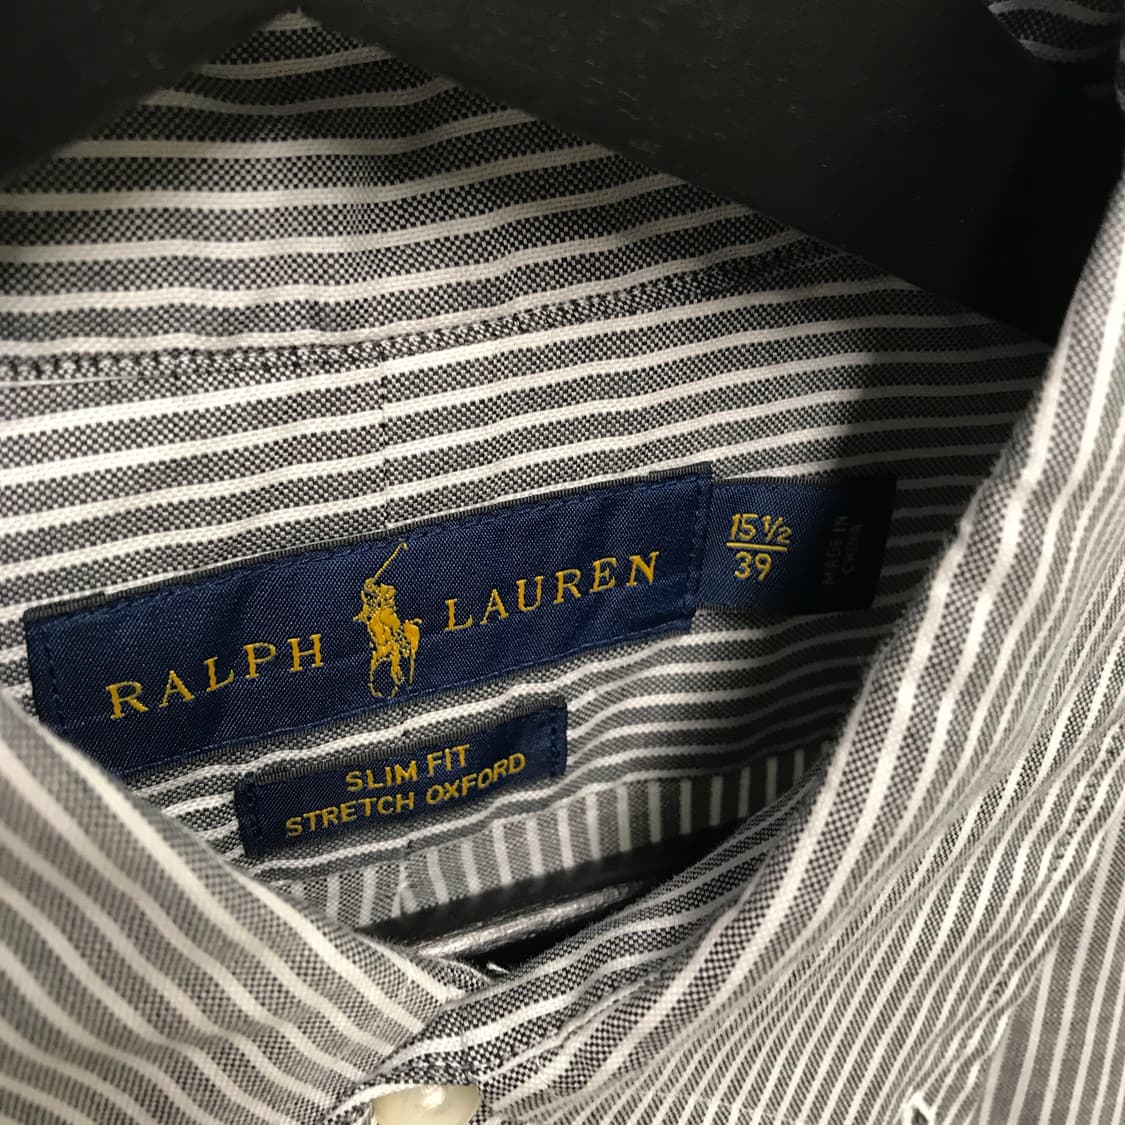 RALPH LAUREN
15 1/2
39
MADE IN
CHINA
SLIM FIT
STRETCH OXFORD